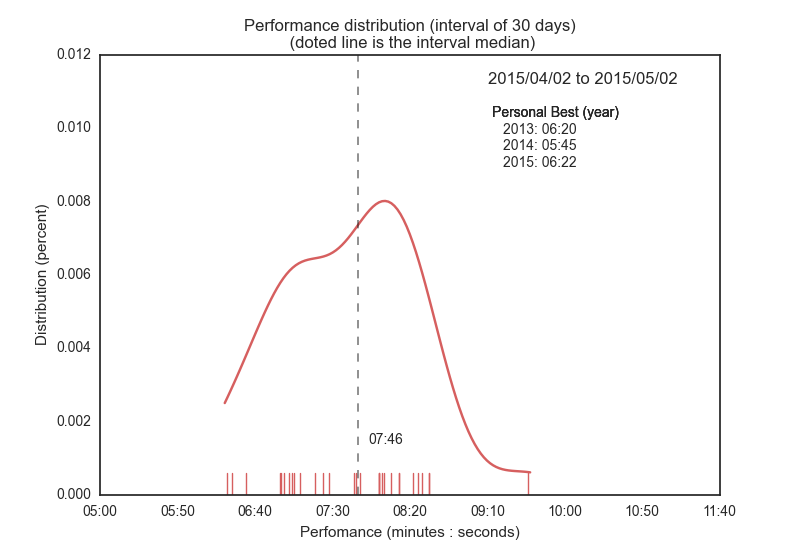 Performance distribution (interval of 30 days)
(doted line is the interval median)
0.012
0.010
0.008
0.006
0.004
0.002
0.000
Distribution (percent)
2015/04/02 to 2015/05/02
Personal Best (year)
2013: 06:20
2014: 05:45
2015: 06:22
07:46
05:00 05:50 06:40 07:30 08:20 09:10 10:00 10:50 11:40
Perfomance (minutes : seconds)